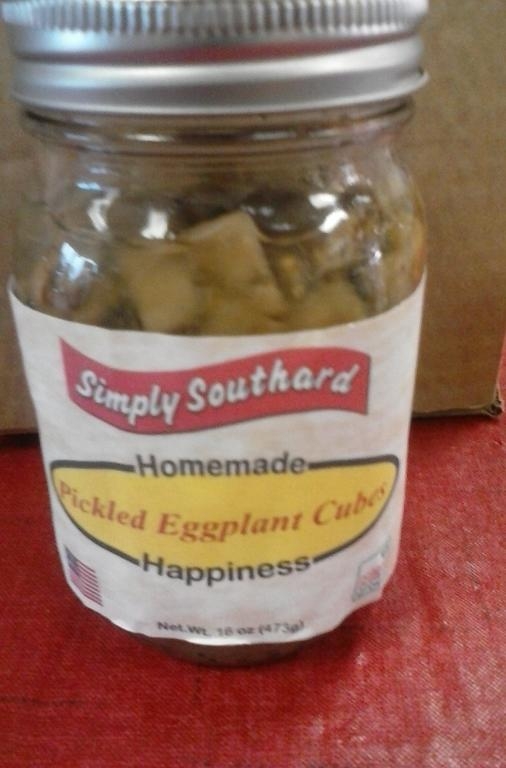 Simply Southard
Homemade
Pickled Eggplant Cubes
Happiness
Net.Wt. 16 oz (473g)